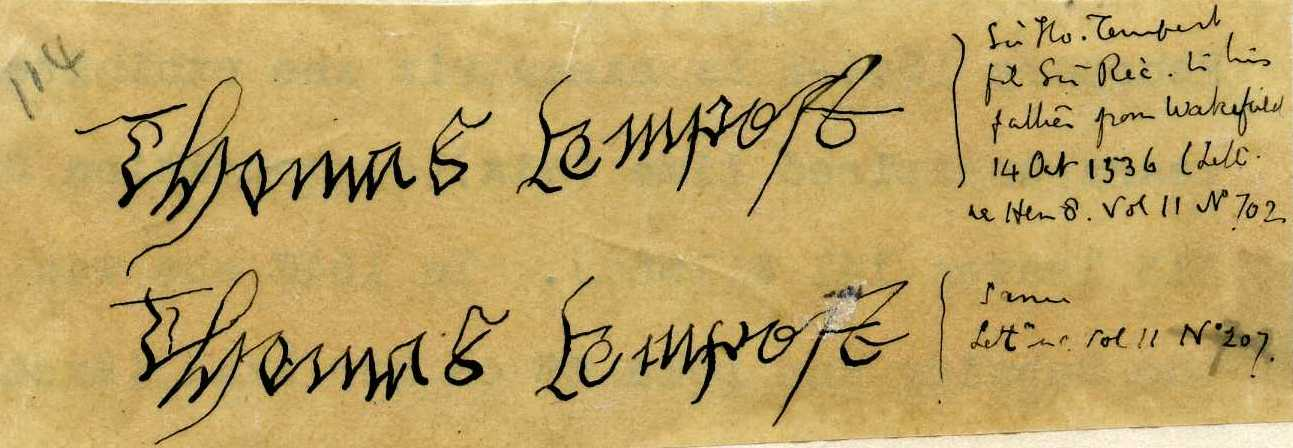 114
Thomas Tempest
Sir Tho. Tempest
fil Sir Ric. to his
father from Wakefield
14 Oct 1536 (Lett.
re Hen 8. Vol 11 No 702
Thomas Tempest
Same
Vol 11 No 207.